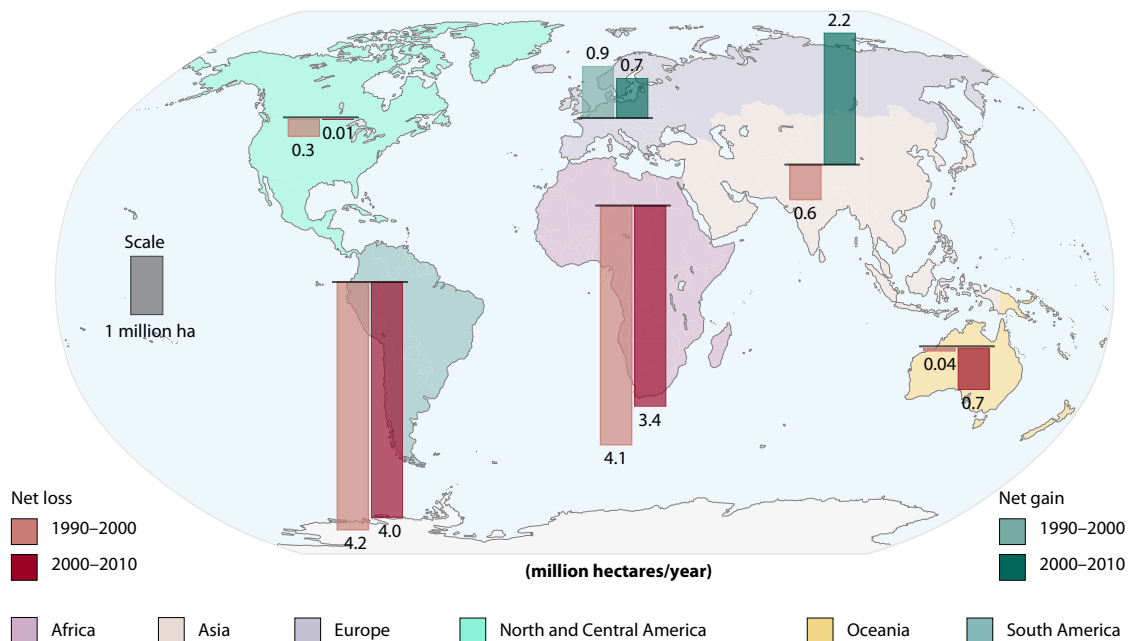 2.2
0.9
0.7
0.01
0.3
0.6
Scale
1 million ha
0.04
0.7
3.4
4.1
4.0
4.2
Net loss
1990–2000
2000–2010
Net gain
1990–2000
2000–2010
(million hectares/year)
Africa
Asia
Europe
North and Central America
Oceania
South America